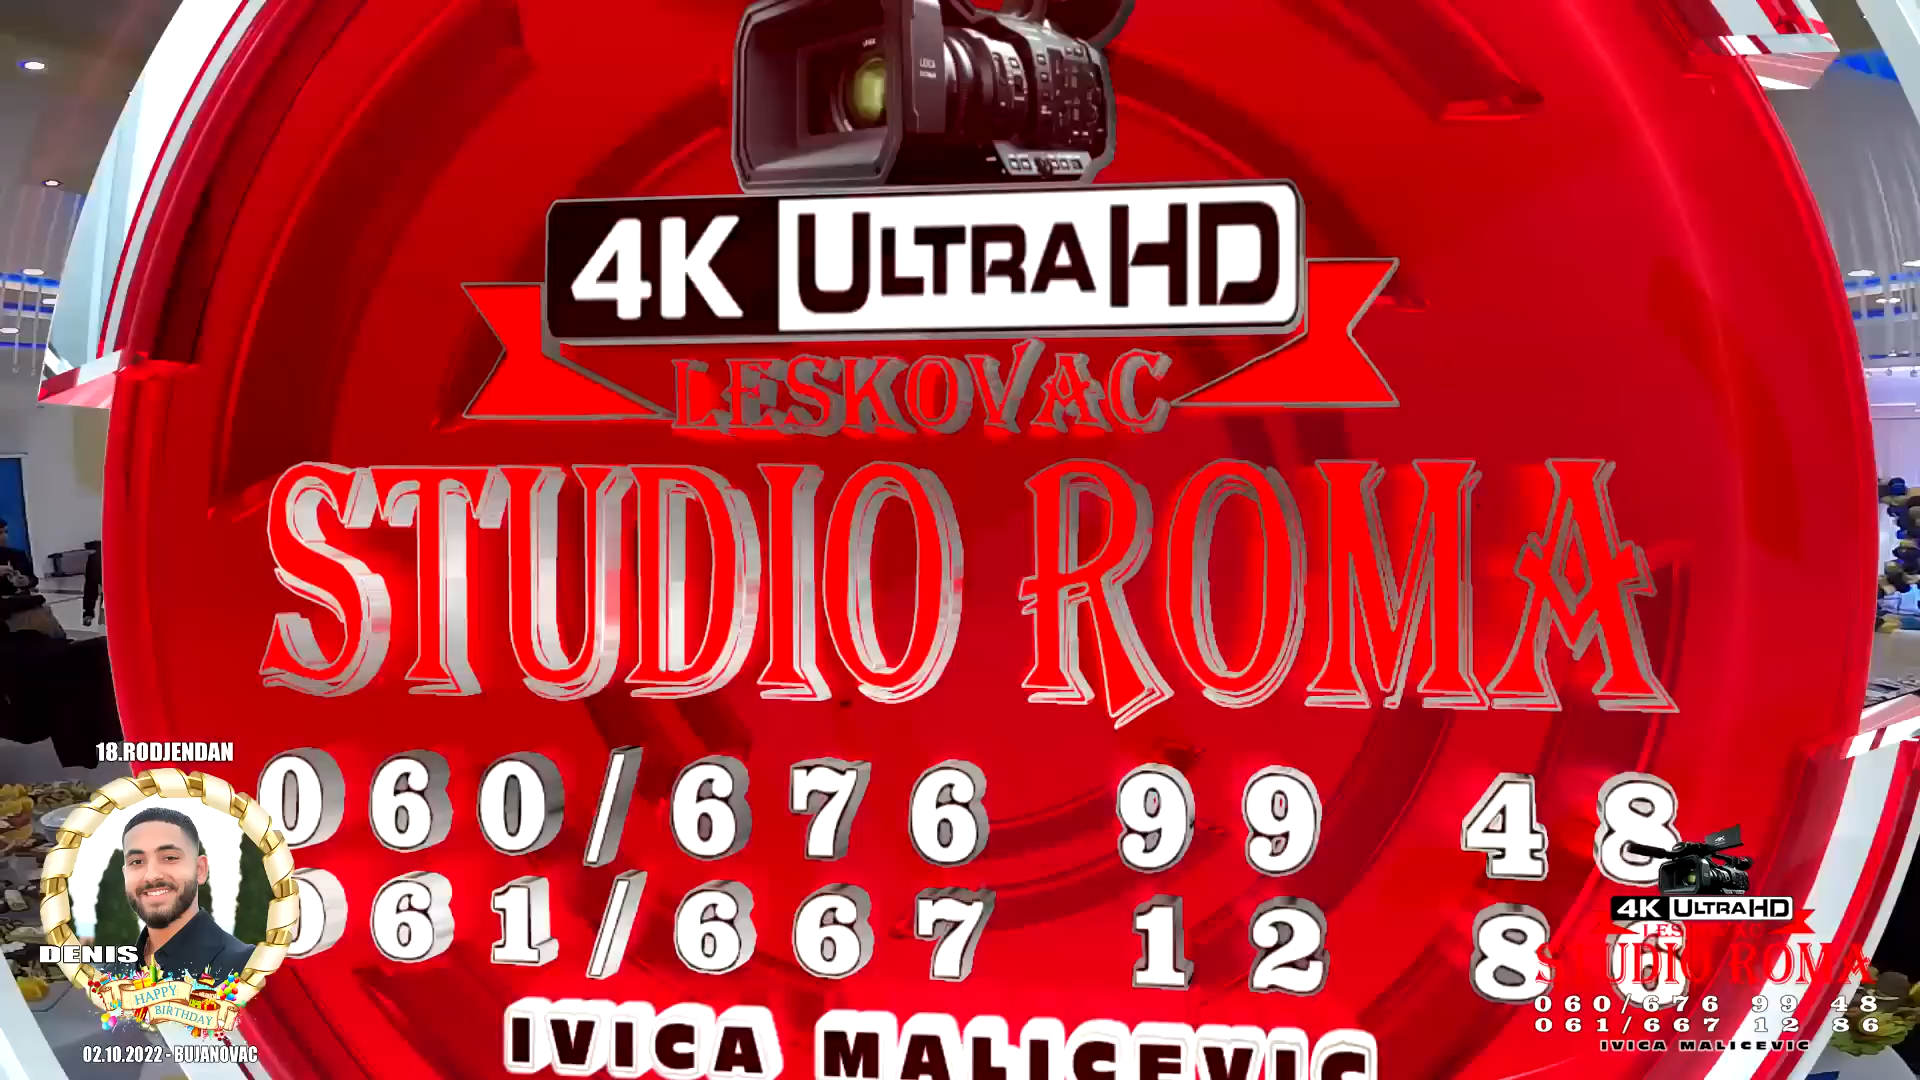 4K ULTRA HD
LESKOVAC
STUDIO ROMA
060/676 99 48
061/667 12 86
IVICA MALICEVIC
18.RODJENDAN
DENIS
HAPPY
BIRTHDAY
02.10.2022 - BUJANOVAC
4K ULTRA HD
STUDIO ROMA
060/676 99 48
061/667 12 86
IVICA MALICEVIC